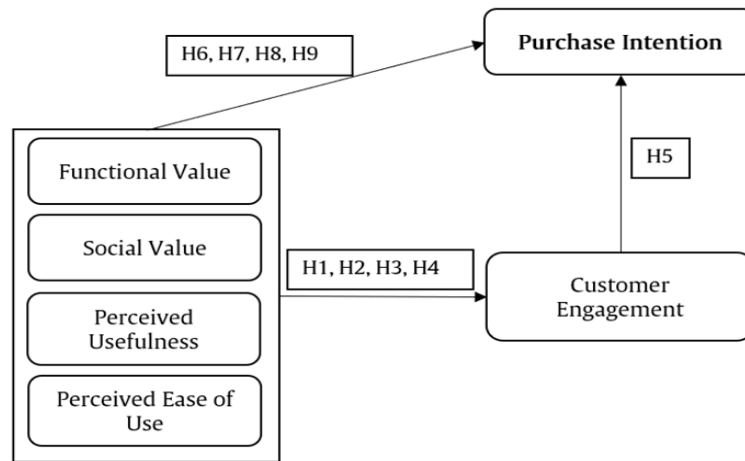 Purchase Intention
H6, H7, H8, H9
H5
Functional Value
Social Value
H1, H2, H3, H4
Customer
Engagement
Perceived
Usefulness
Perceived Ease of
Use